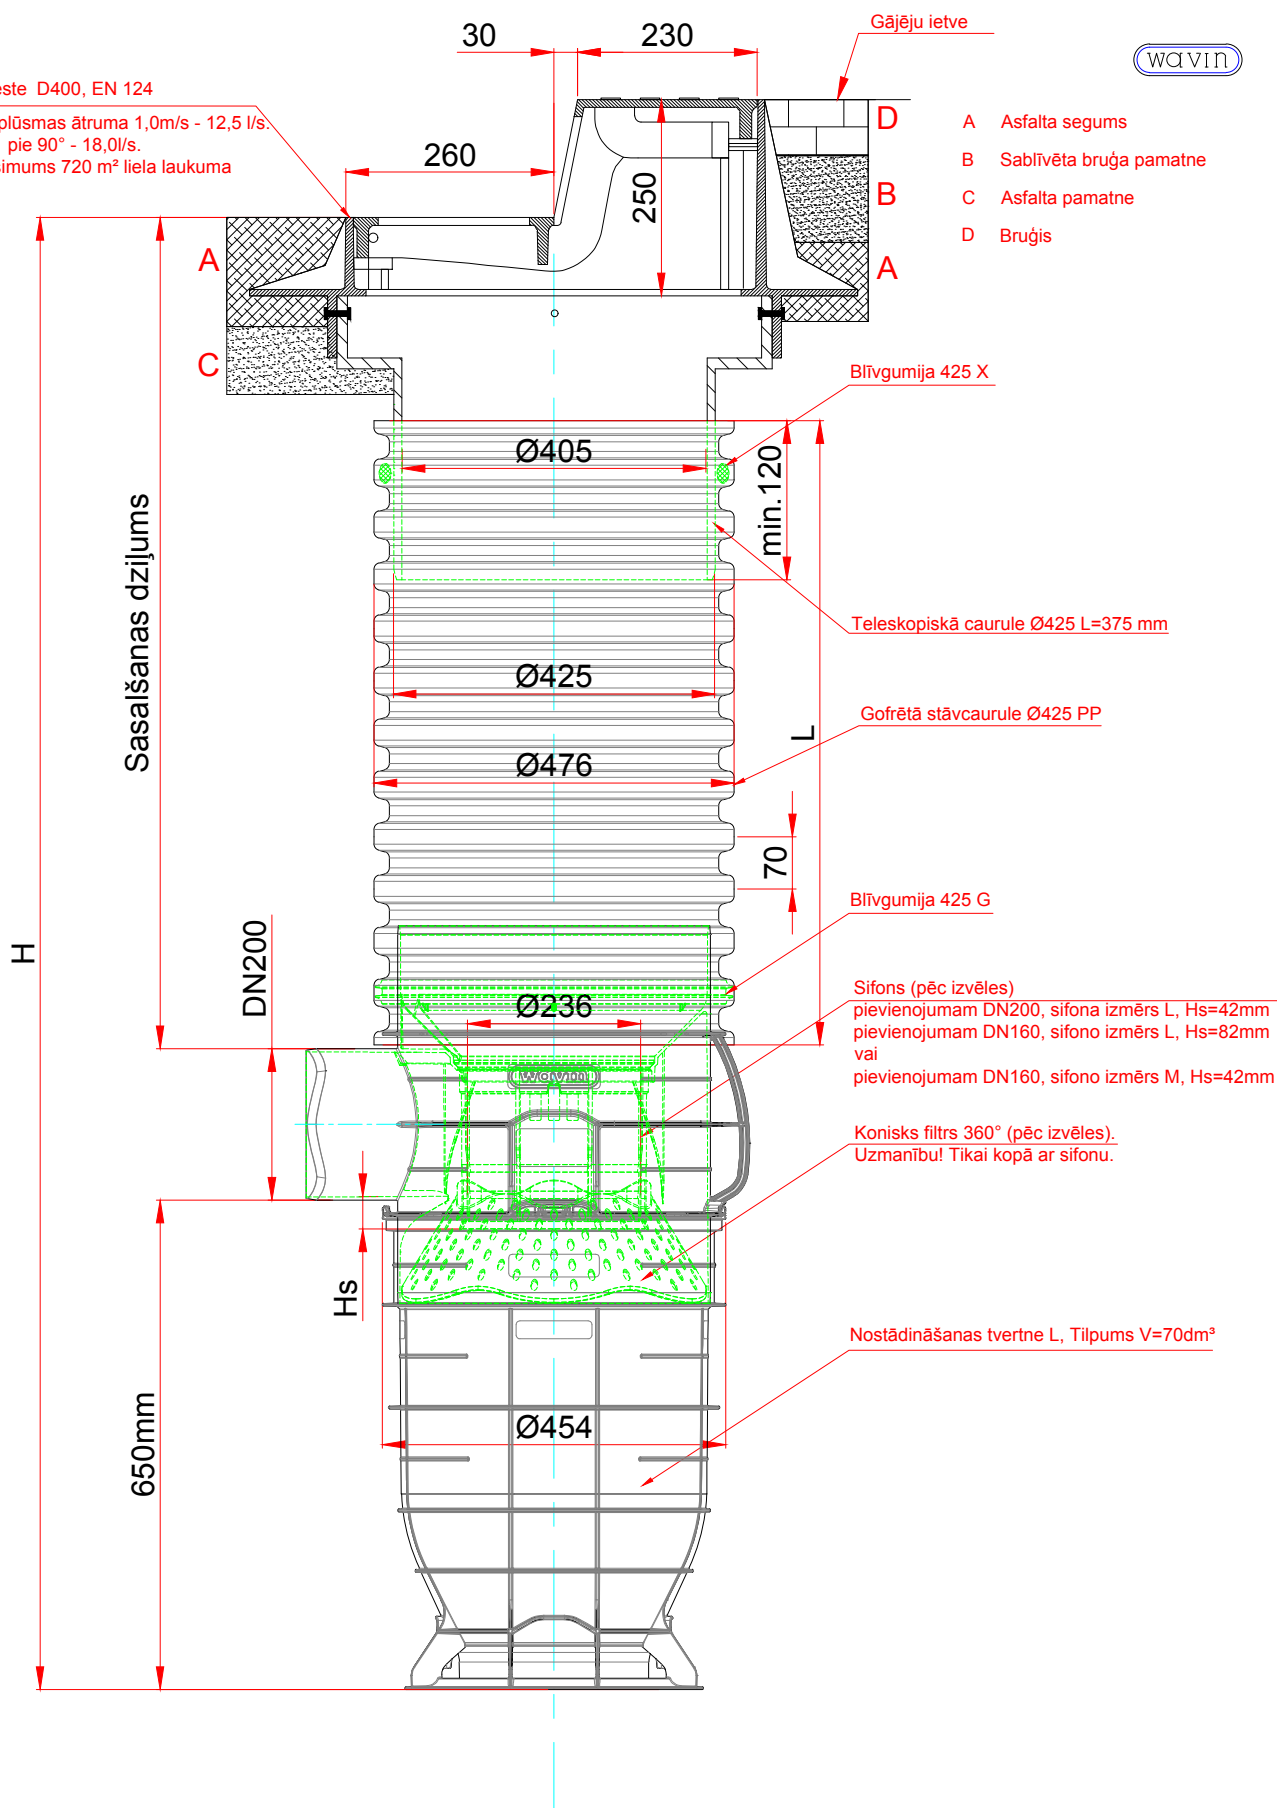 30
230
Gājēju ietve
wavin
este D400, EN 124
plūsmas ātruma 1,0m/s - 12,5 l/s.
pie 90° - 18,0l/s.
simums 720 m² liela laukuma
260
250
D
B
A
A Asfalta segums
B Sablīvēta bruģa pamatne
C Asfalta pamatne
D Bruģis
A
C
Blīvgumija 425 X
Ø405
min.120
Sasalšanas dziļums
Teleskopiskā caurule Ø425 L=375 mm
Ø425
Gofrētā stāvcaurule Ø425 PP
L
Ø476
70
Blīvgumija 425 G
H
DN200
Ø236
Sifons (pēc izvēles)
pievienojumam DN200, sifona izmērs L, Hs=42mm
pievienojumam DN160, sifono izmērs L, Hs=82mm
vai
pievienojumam DN160, sifono izmērs M, Hs=42mm
wavin
Konisks filtrs 360° (pēc izvēles).
Uzmanību! Tikai kopā ar sifonu.
Hs
Nostādināšanas tvertne L, Tilpums V=70dm³
650mm
Ø454